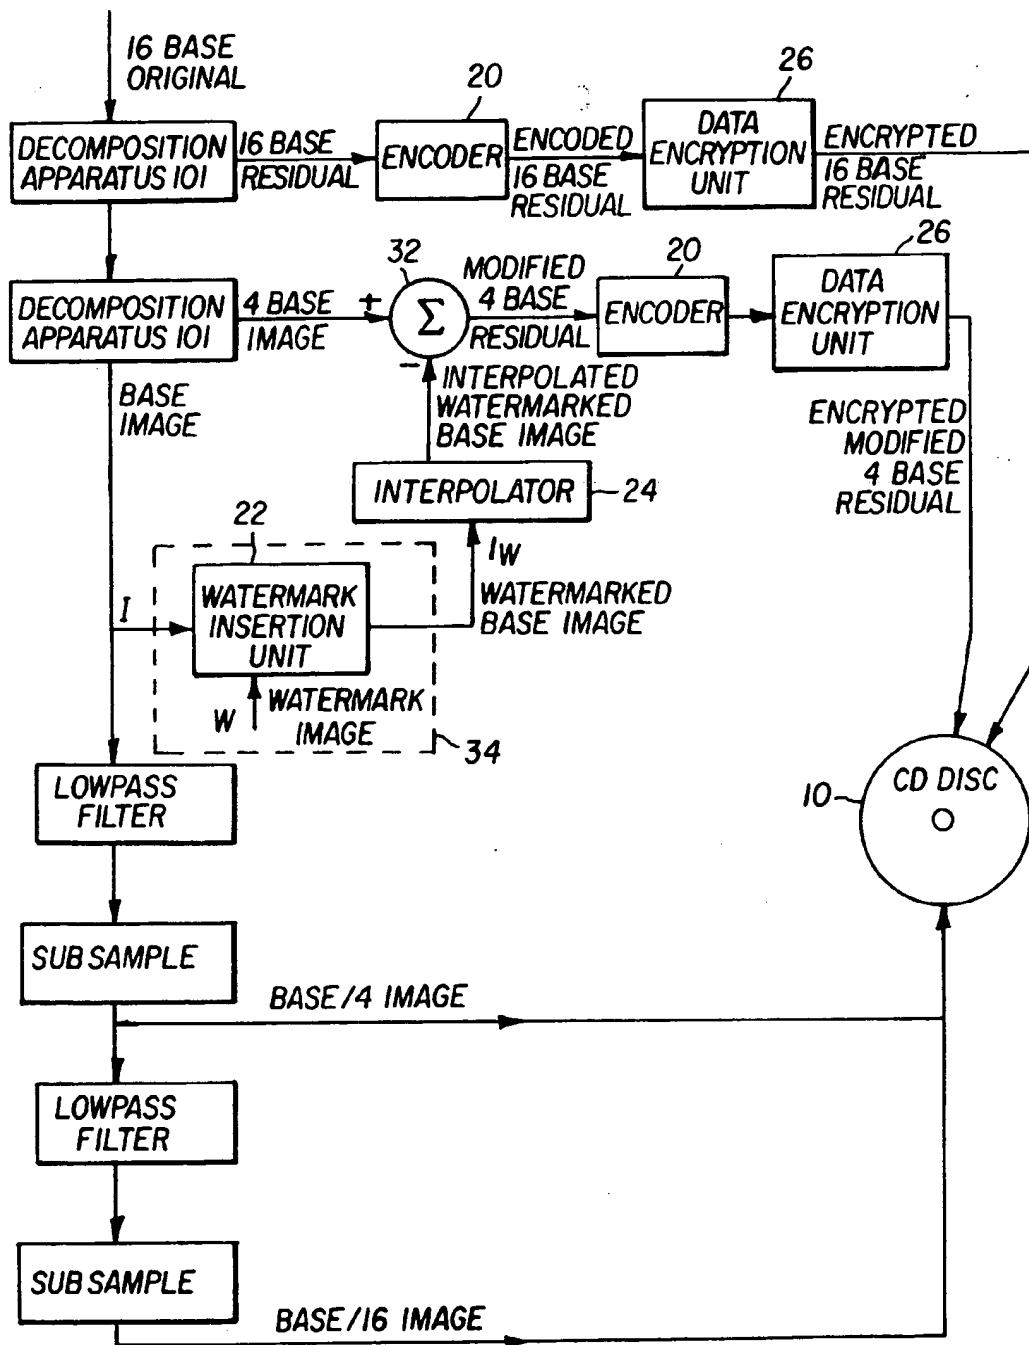 16 BASE
ORIGINAL
20
26
DECOMPOSITION
APPARATUS 101
16 BASE
RESIDUAL
ENCODER
ENCODED
16 BASE
RESIDUAL
DATA
ENCRYPTION
UNIT
ENCRYPTED
16 BASE
RESIDUAL
DECOMPOSITION
APPARATUS 101
4 BASE
IMAGE
+
-
32
Σ
MODIFIED
4 BASE
RESIDUAL
20
ENCODER
26
DATA
ENCRYPTION
UNIT
BASE
IMAGE
INTERPOLATED
WATERMARKED
BASE IMAGE
ENCRYPTED
MODIFIED
4 BASE
RESIDUAL
INTERPOLATOR
24
22
I
WATERMARK
INSERTION
UNIT
IW
WATERMARKED
BASE IMAGE
W
WATERMARK
IMAGE
34
LOWPASS
FILTER
10
CD DISC
SUB SAMPLE
BASE/4 IMAGE
LOWPASS
FILTER
SUB SAMPLE
BASE/16 IMAGE